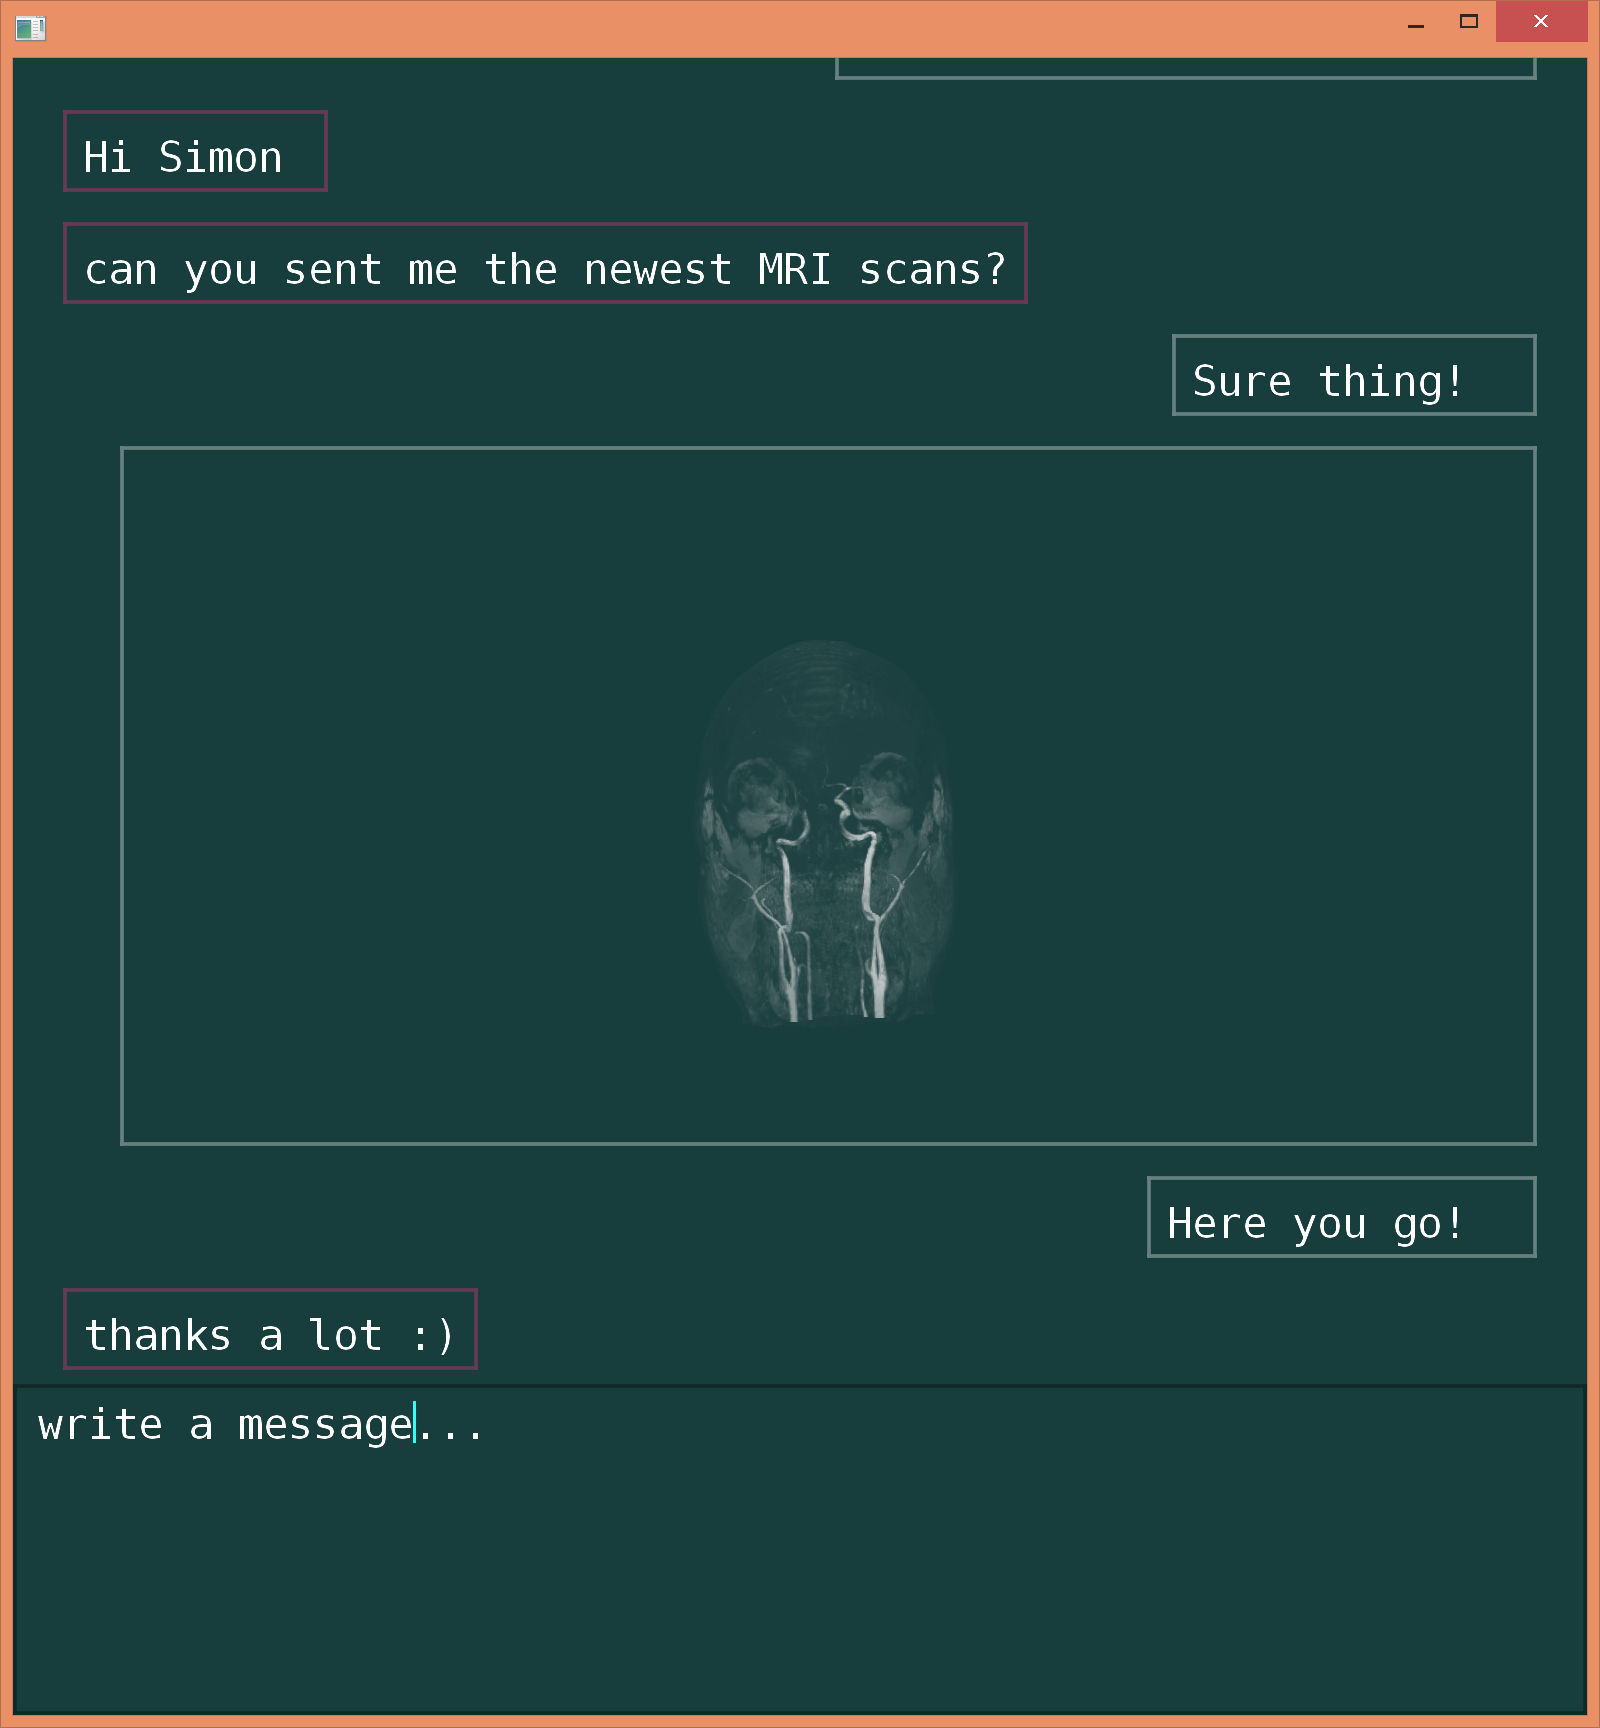 Hi Simon
can you sent me the newest MRI scans?
Sure thing!
Here you go!
thanks a lot :)
write a message...